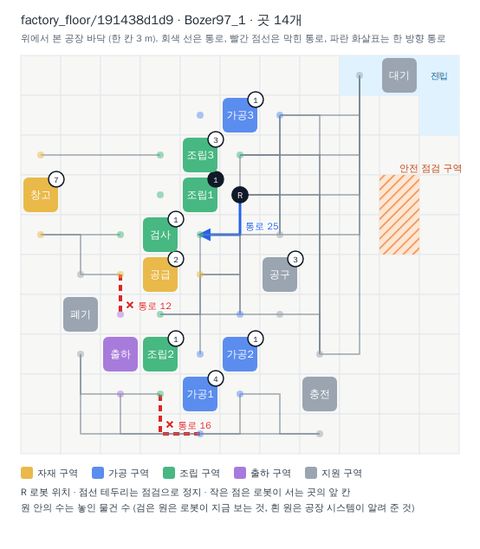 factory_floor/191438d1d9 · Bozer97_1 · 곳 14개
위에서 본 공장 바닥 (한 칸 3 m). 회색 선은 통로, 빨간 점선은 막힌 통로, 파란 화살표는 한 방향 통로
대기
1
가공3
3
조립3
안전 점검 구역
7
창고
1
조립1
R
1
검사
통로 25
2
공급
3
공구
✕ 통로 12
폐기
출하
1
조립2
1
가공2
4
가공1
충전
✕ 통로 16
자재 구역
가공 구역
조립 구역
출하 구역
지원 구역
R 로봇 위치 · 점선 테두리는 점검으로 정지 · 작은 점은 로봇이 서는 곳의 앞 칸
원 안의 수는 놓인 물건 수 (검은 원은 로봇이 지금 보는 것, 흰 원은 공장 시스템이 알려 준 것)